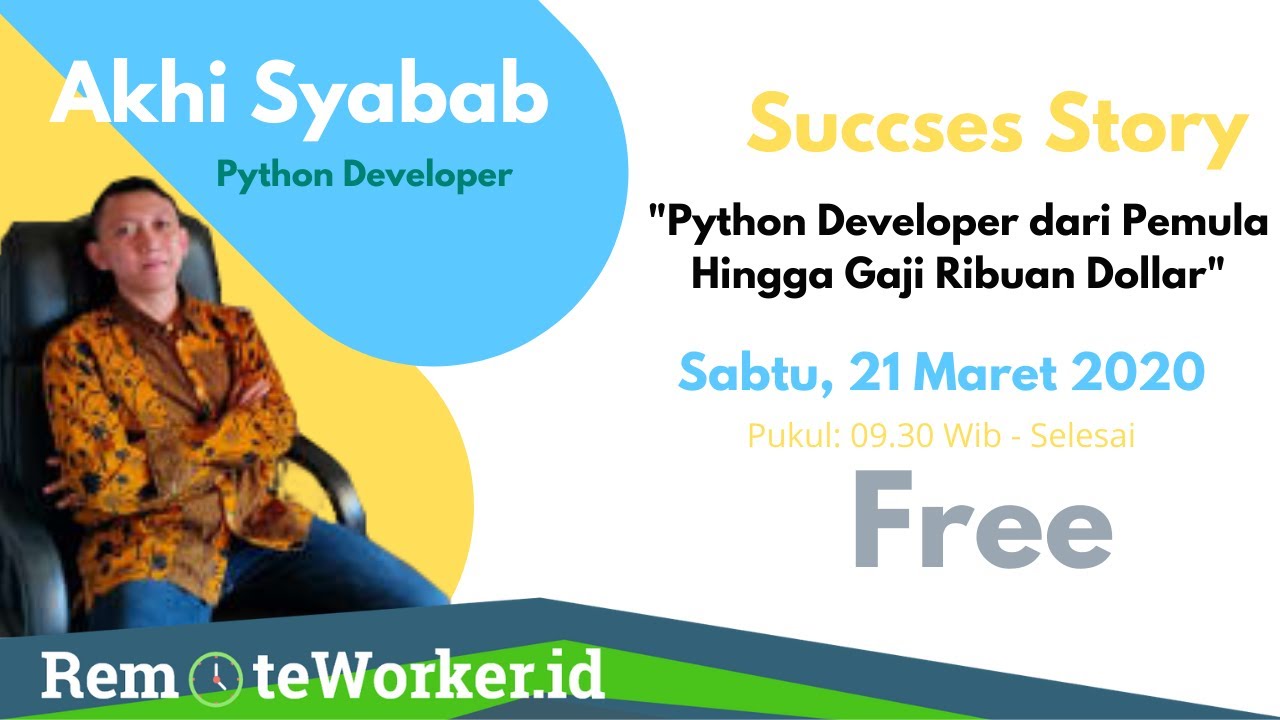 Akhi Syabab
Python Developer
Succses Story
"Python Developer dari Pemula
Hingga Gaji Ribuan Dollar"
Sabtu, 21 Maret 2020
Pukul: 09.30 Wib - Selesai
Free
RemoteWorker.id